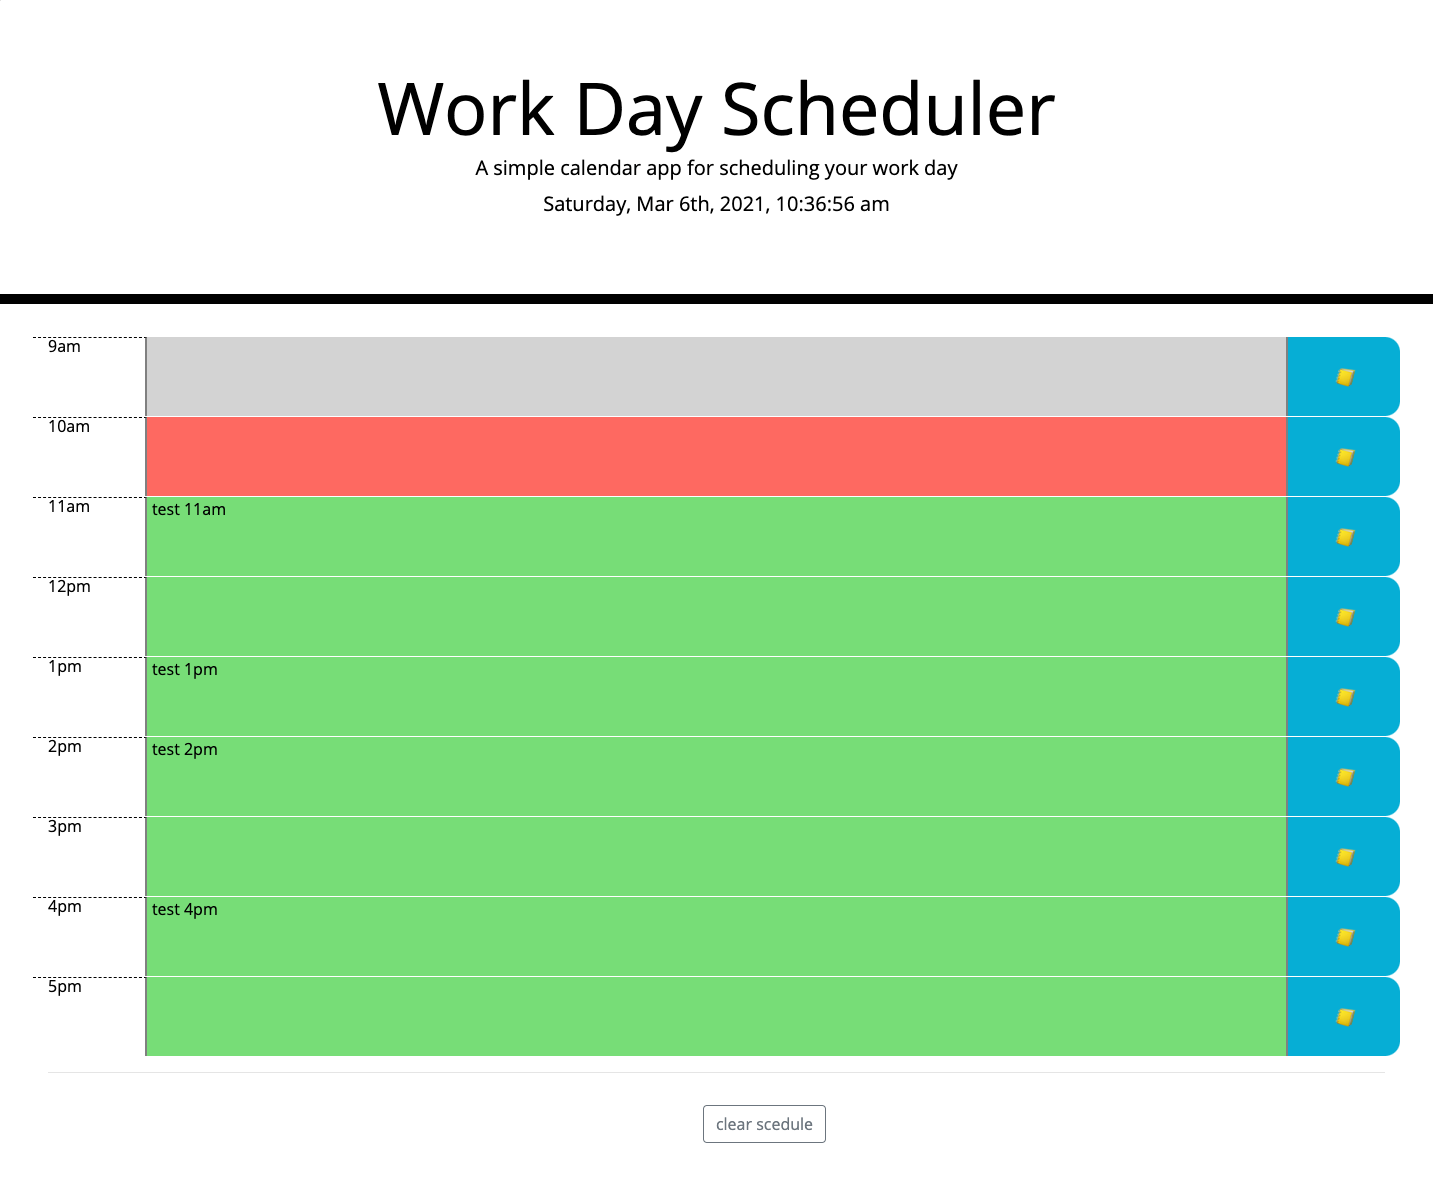 Work Day Scheduler
A simple calendar app for scheduling your work day
Saturday, Mar 6th, 2021, 10:36:56 am
9am
10am
11am
test 11am
12pm
1pm
test 1pm
2pm
test 2pm
3pm
4pm
test 4pm
5pm
clear scedule